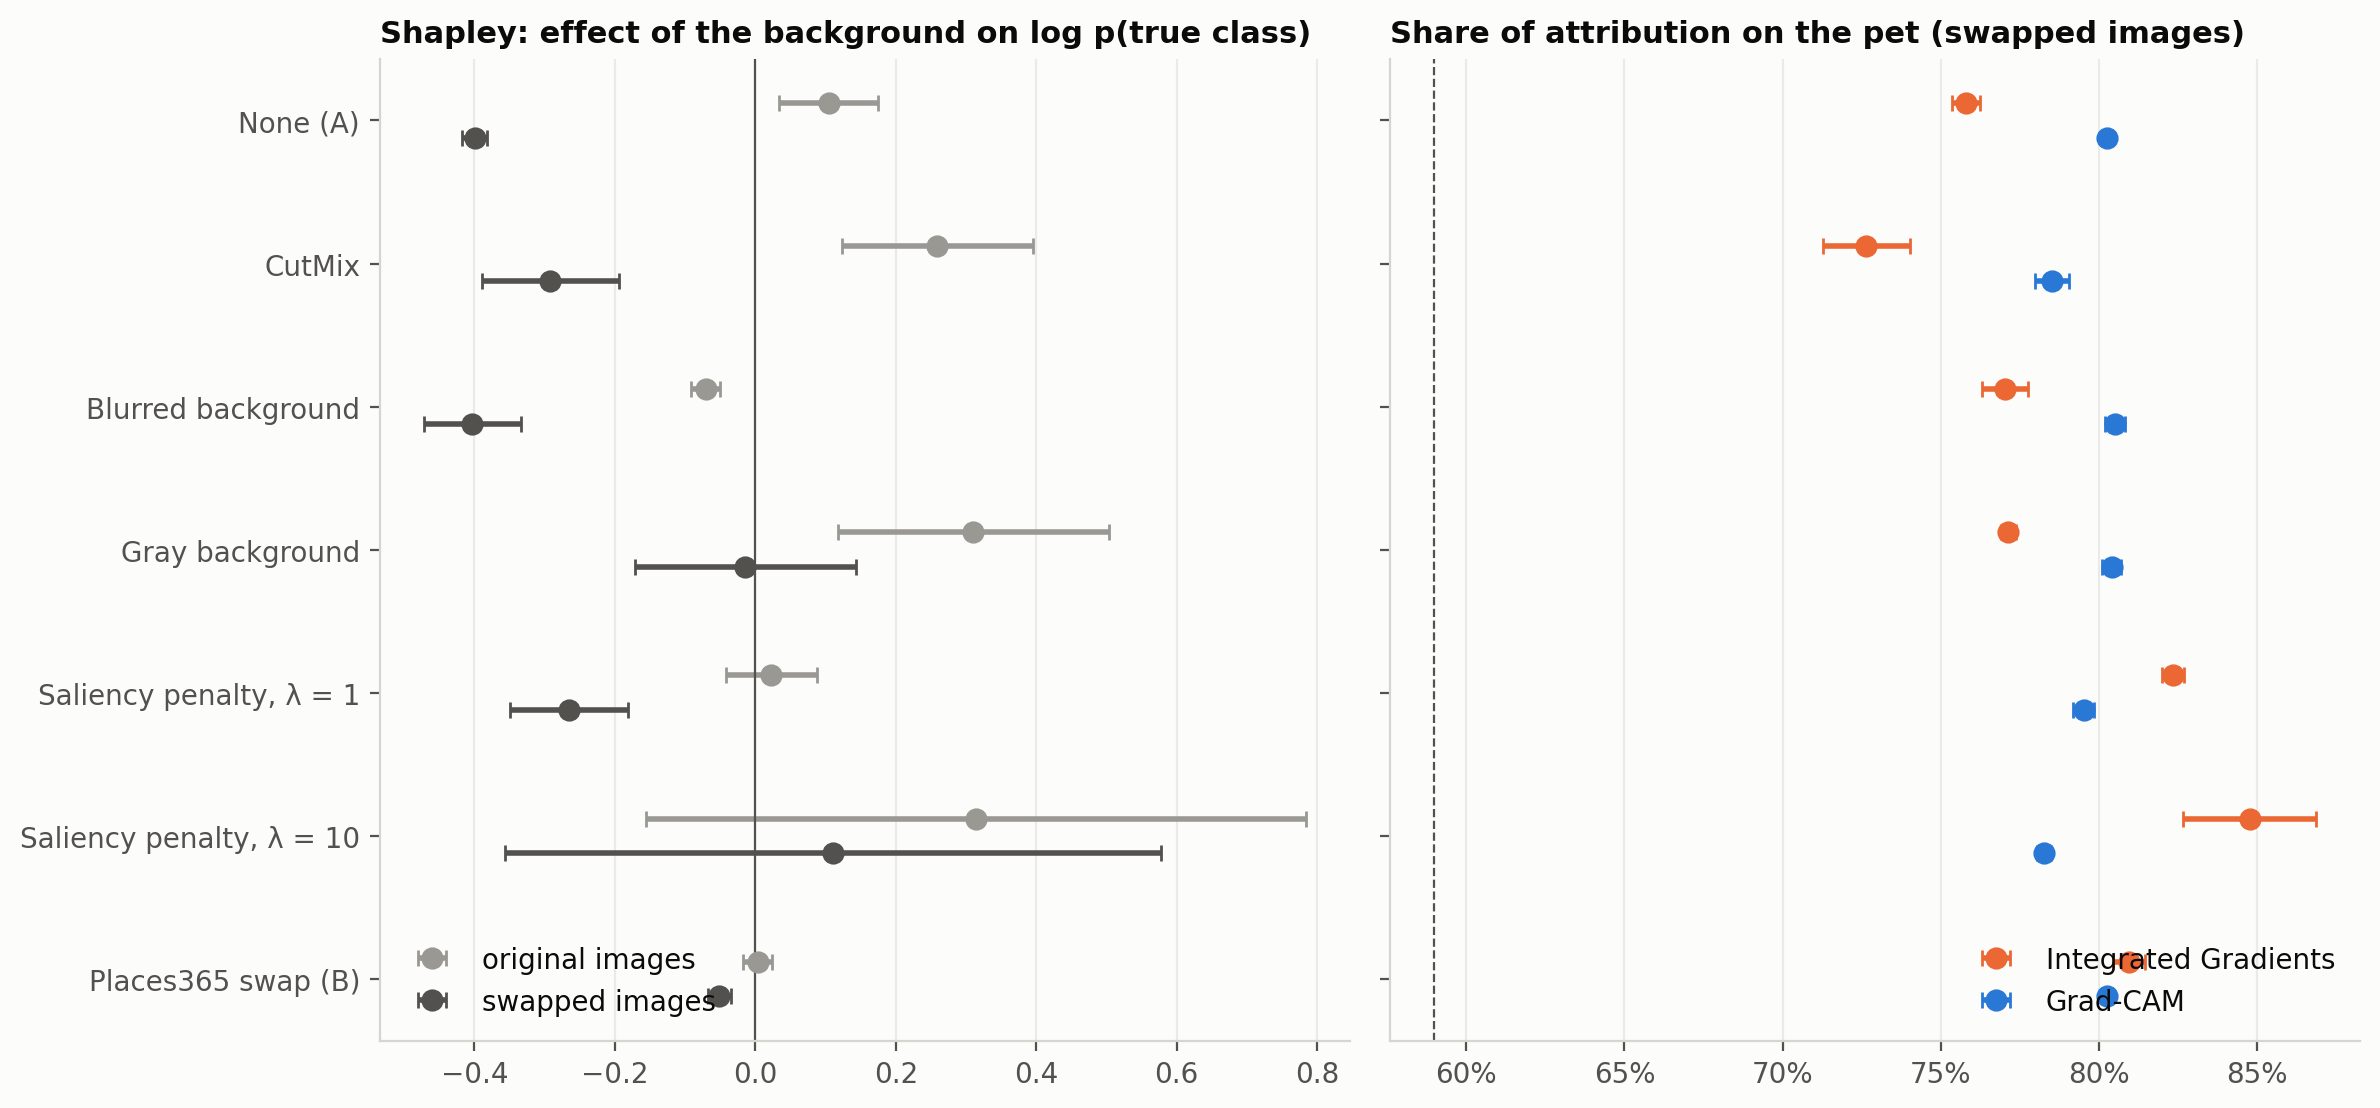 Shapley: effect of the background on log p(true class)
Share of attribution on the pet (swapped images)
None (A)
CutMix
Blurred background
Gray background
Saliency penalty, λ = 1
Saliency penalty, λ = 10
Places365 swap (B)
original images
swapped images
Integrated Gradients
Grad-CAM
−0.4 −0.2 0.0 0.2 0.4 0.6 0.8
60% 65% 70% 75% 80% 85%